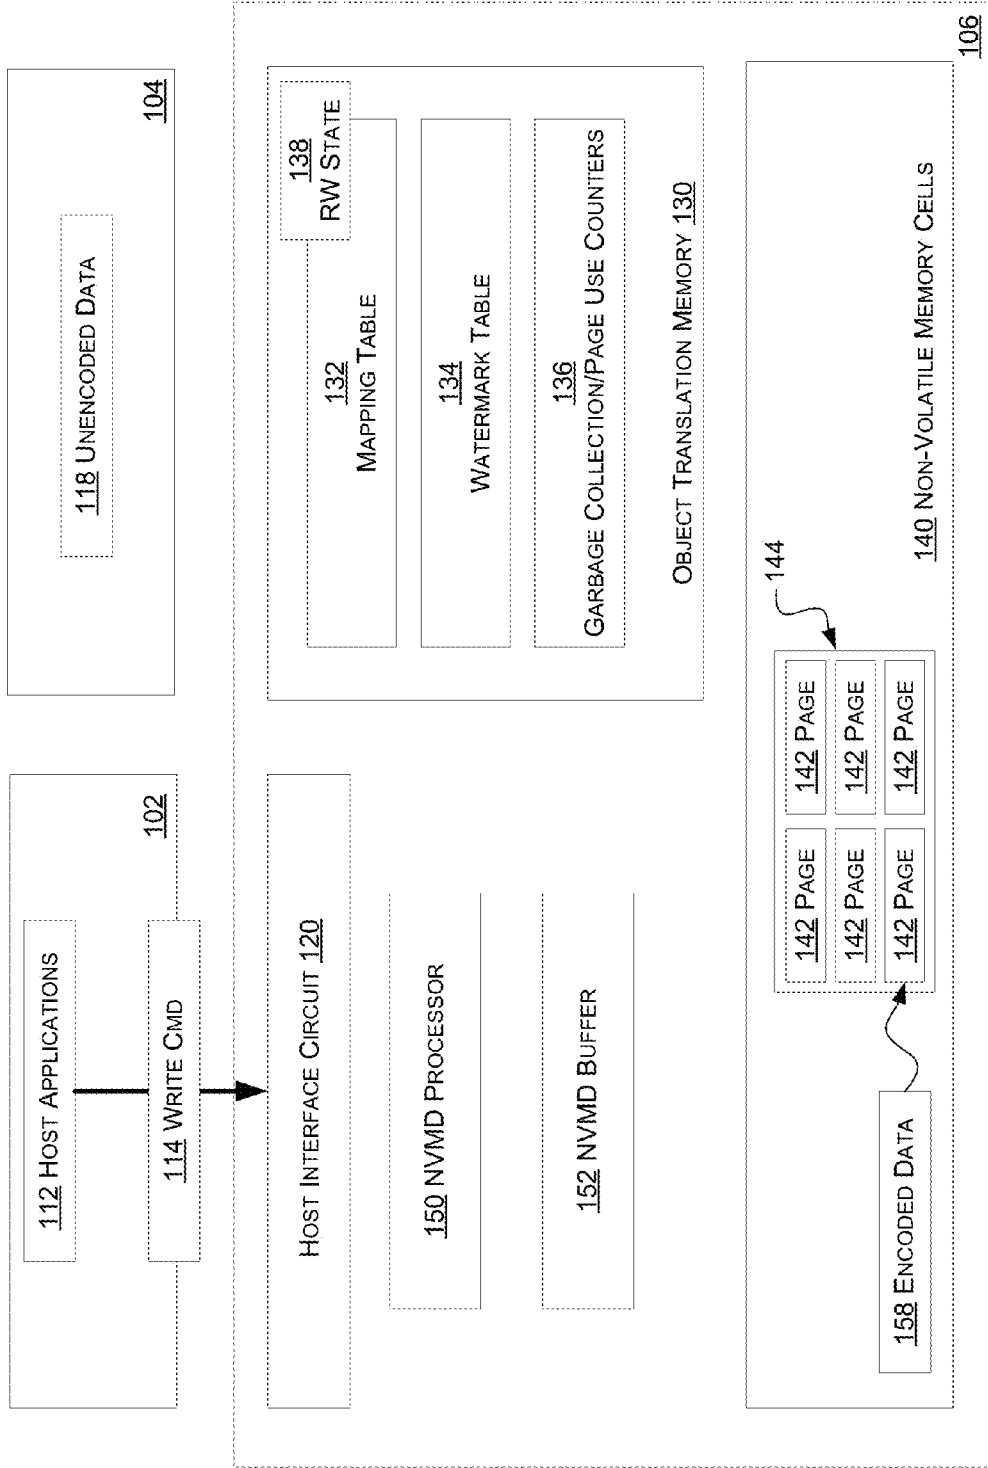 112 HOST APPLICATIONS
114 WRITE CMD
102
118 UNENCODED DATA
104
HOST INTERFACE CIRCUIT 120
150 NVMD PROCESSOR
152 NVMD BUFFER
138
RW STATE
132
MAPPING TABLE
134
WATERMARK TABLE
136
GARBAGE COLLECTION/PAGE USE COUNTERS
OBJECT TRANSLATION MEMORY 130
158 ENCODED DATA
142 PAGE
142 PAGE
142 PAGE
142 PAGE
142 PAGE
142 PAGE
144
140 NON-VOLATILE MEMORY CELLS
106